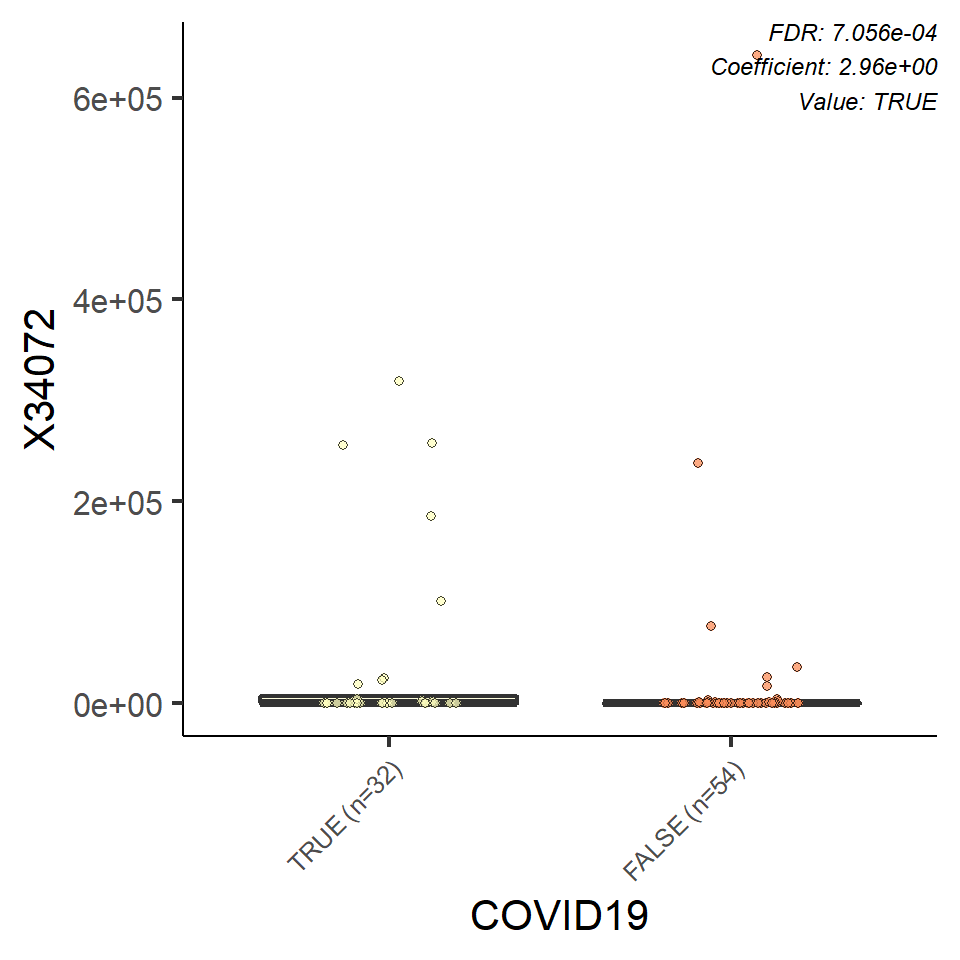 FDR: 7.056e-04
Coefficient: 2.96e+00
Value: TRUE
6e+05
4e+05
2e+05
0e+00
X34072
TRUE (n=32)
FALSE (n=54)
COVID19